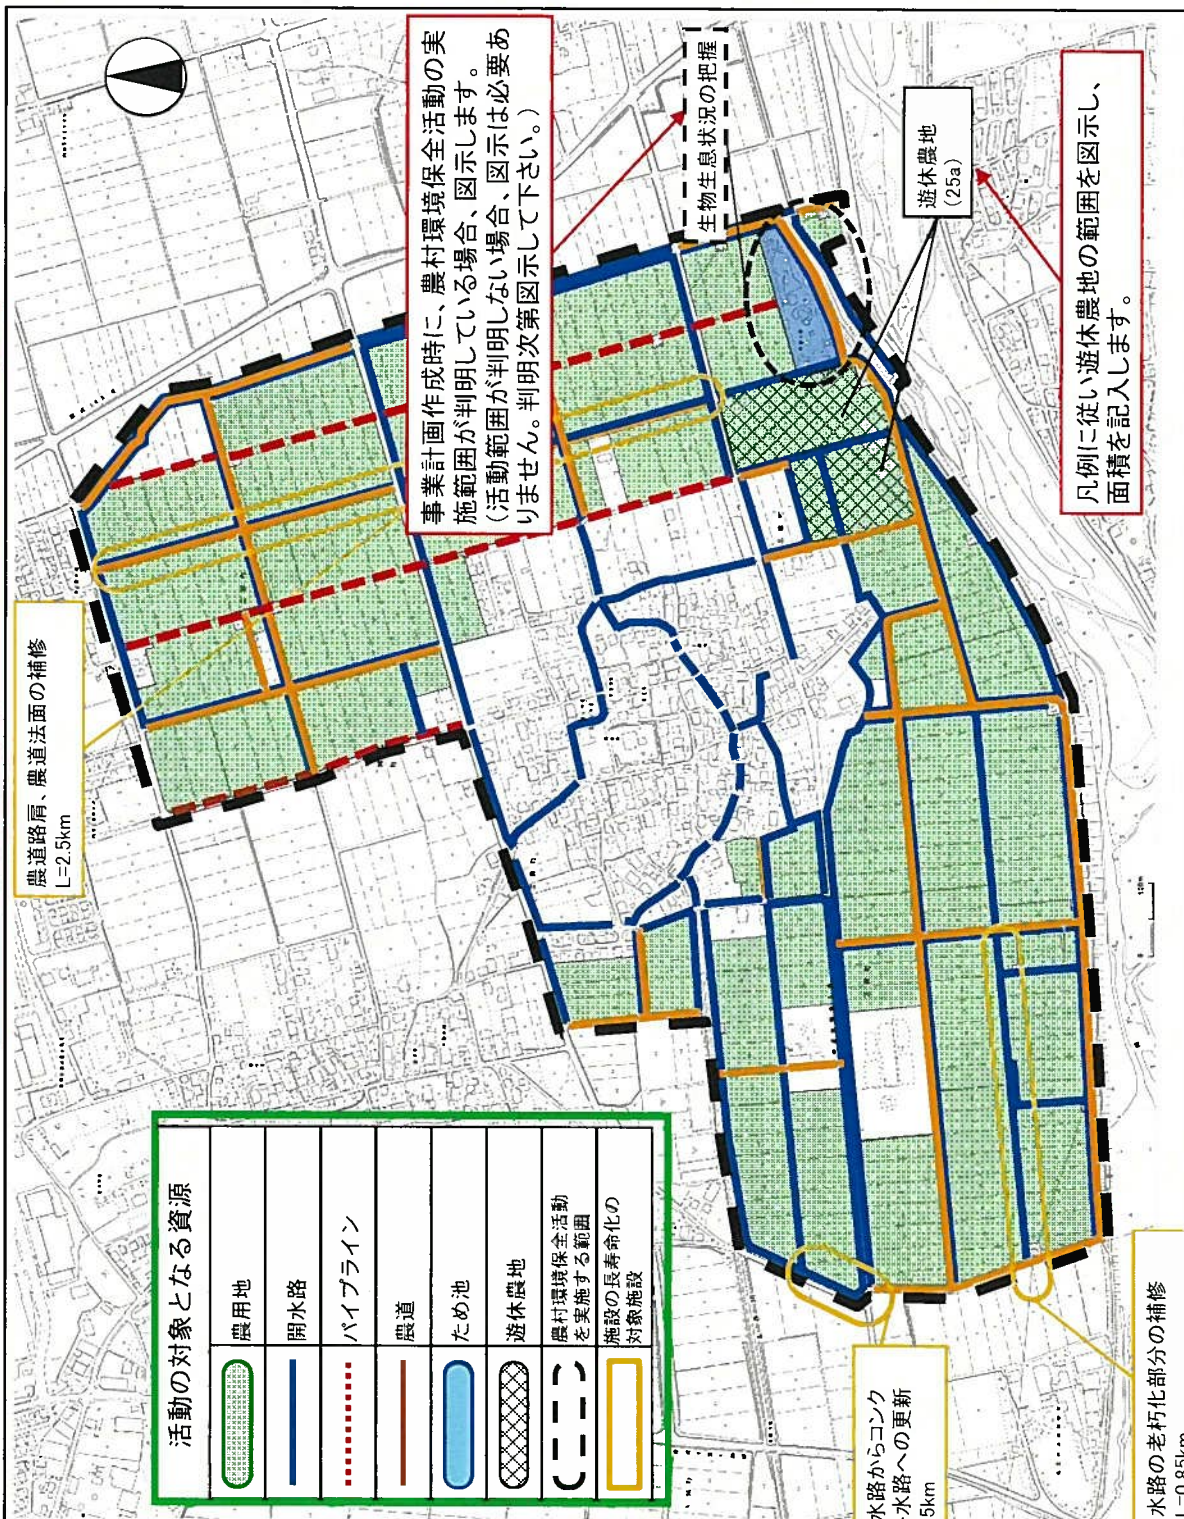 農道路肩、農道法面の補修
L=2.5km
事業計画作成時に、農村環境保全活動の実
施範囲が判明している場合、図示します。
(活動範囲が判明しない場合、図示は必要あ
りません。判明次第図示して下さい。)
生物生息状況の把握
遊休農地
(25a)
凡例に従い遊休農地の範囲を図示し、
面積を記入します。
活動の対象となる資源
農用地
開水路
パイプライン
農道
ため池
遊休農地
農村環境保全活動
を実施する範囲
施設の長寿命化の
対象施設
水路からコンク
水路への更新
5km
水路の老朽化部分の補修
L=0.85km